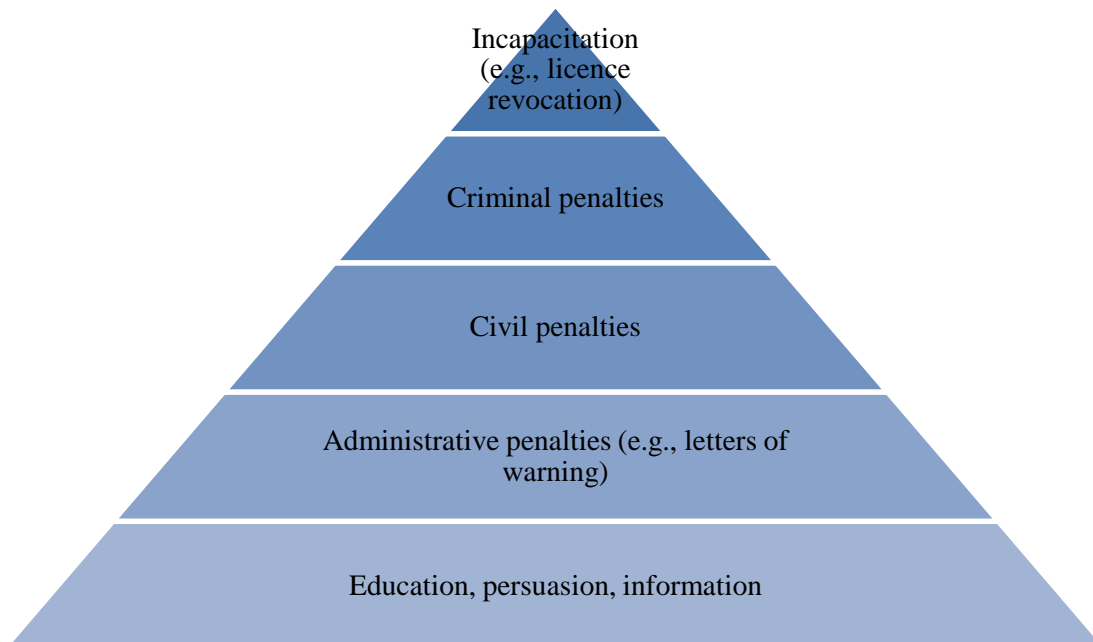 Incapacitation
(e.g., licence
revocation)
Criminal penalties
Civil penalties
Administrative penalties (e.g., letters of
warning)
Education, persuasion, information